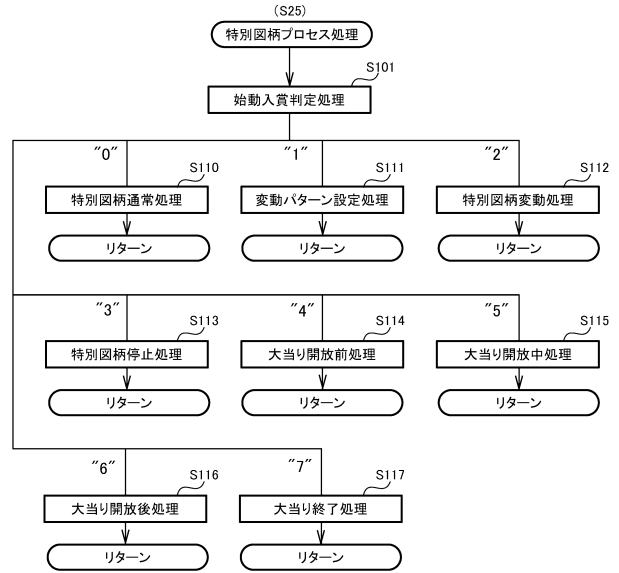 (S25)
特別図柄プロセス処理
S101
始動入賞判定処理
"0"
"1"
"2"
S110
S111
S112
特別図柄通常処理
変動パターン設定処理
特別図柄変動処理
リターン
リターン
リターン
"3"
"4"
"5"
S113
S114
S115
特別図柄停止処理
大当り開放前処理
大当り開放中処理
リターン
リターン
リターン
"6"
"7"
S116
S117
大当り開放後処理
大当り終了処理
リターン
リターン